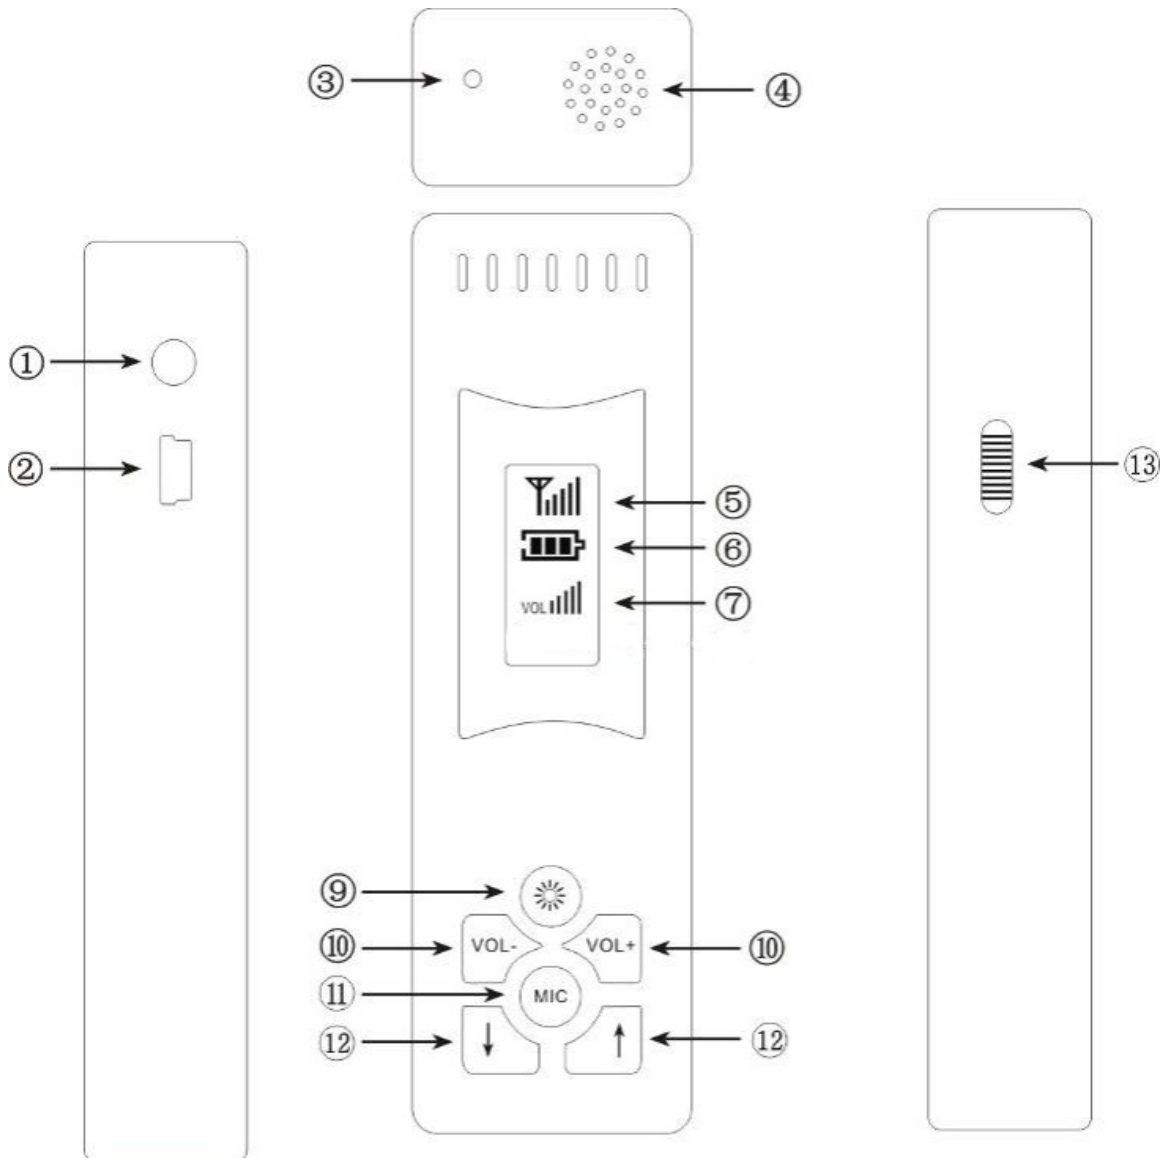 ③ ④
①
②
⑬
⑤
⑥
VOL ⑦
⑨
⑩ VOL- VOL+ ⑩
⑪ MIC
⑫ ↓ ↑ ⑫